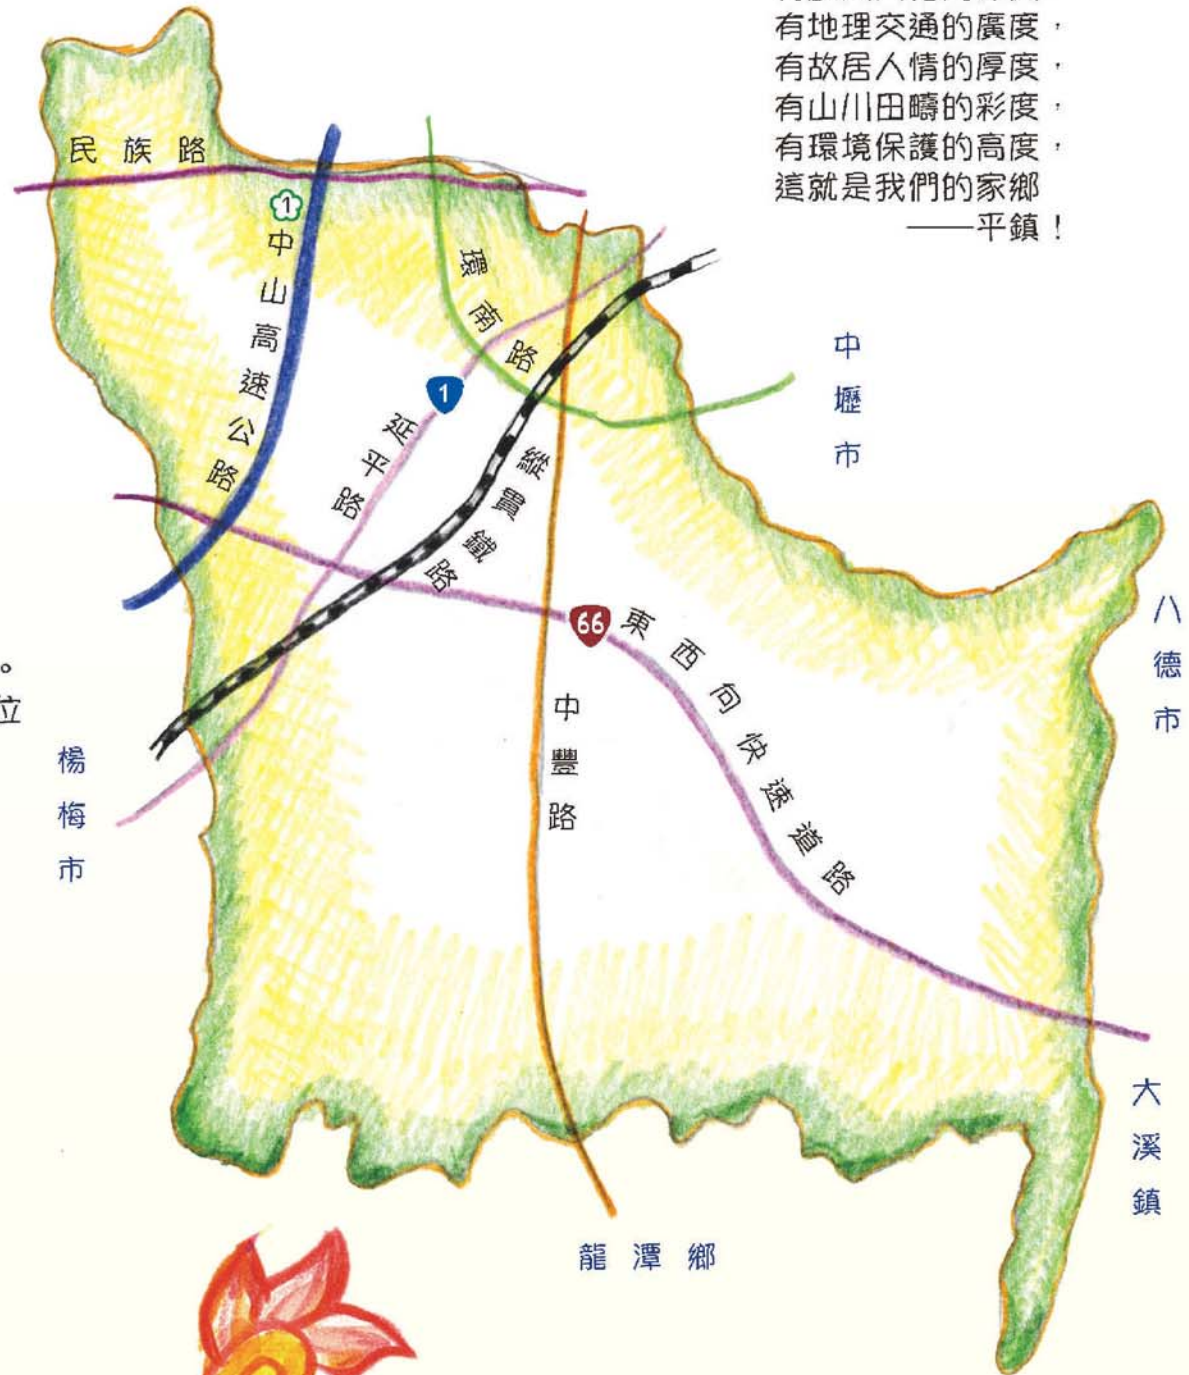 有地理交通的廣度，
有故居人情的厚度，
有山川田疇的彩度，
有環境保護的高度，
這就是我們的家鄉
——平鎮！
民族路
1
中山高速公路
環南路
1
延平路
縱貫鐵路
中壢市
66
東西向快速道路
八德市
。
位
中豐路
楊梅市
大溪鎮
龍潭鄉